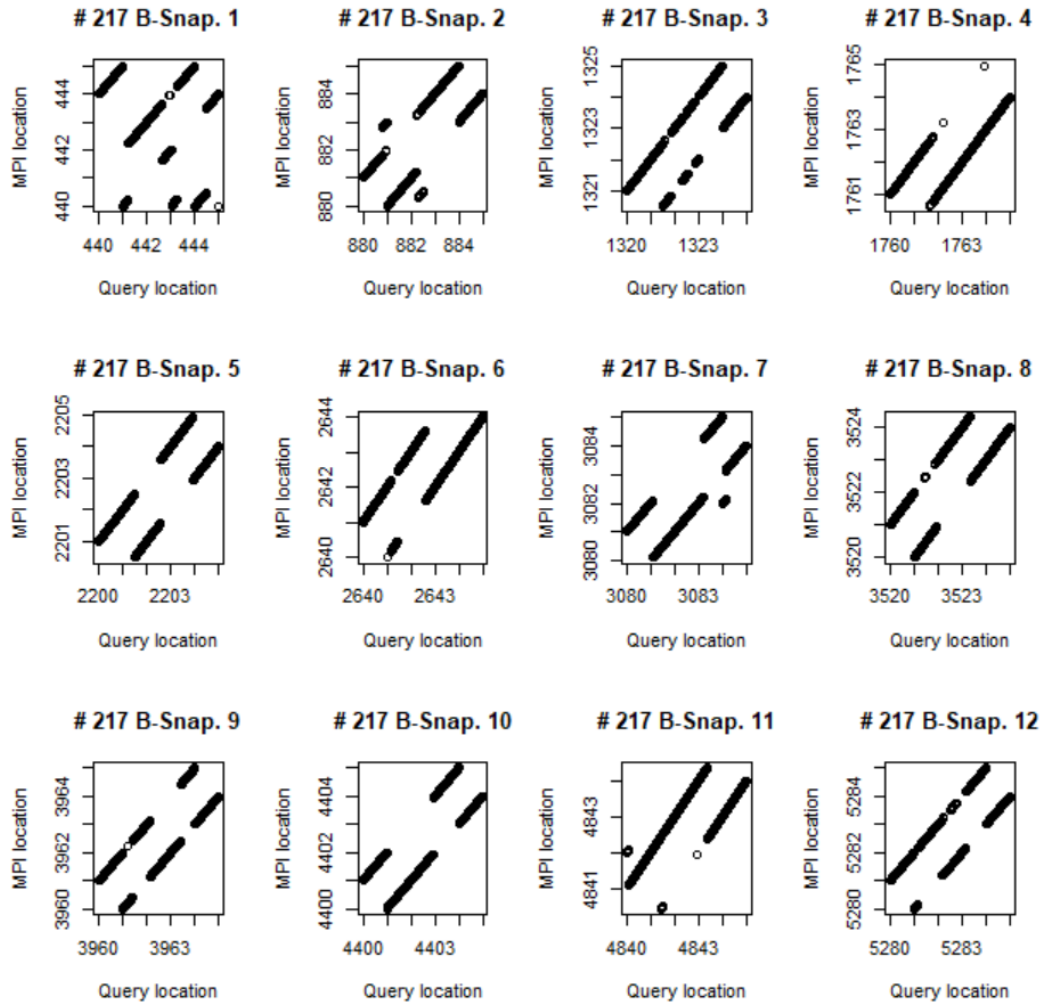 # 217 B-Snap. 1
MPI location
444
442
440
440 442 444
Query location
# 217 B-Snap. 2
MPI location
884
882
880
880 882 884
Query location
# 217 B-Snap. 3
MPI location
1325
1323
1321
1320 1323
Query location
# 217 B-Snap. 4
MPI location
1765
1763
1761
1760 1763
Query location
# 217 B-Snap. 5
MPI location
2205
2203
2201
2200 2203
Query location
# 217 B-Snap. 6
MPI location
2644
2642
2640
2640 2643
Query location
# 217 B-Snap. 7
MPI location
3084
3082
3080
3080 3083
Query location
# 217 B-Snap. 8
MPI location
3524
3522
3520
3520 3523
Query location
# 217 B-Snap. 9
MPI location
3964
3962
3960
3960 3963
Query location
# 217 B-Snap. 10
MPI location
4404
4402
4400
4400 4403
Query location
# 217 B-Snap. 11
MPI location
4843
4841
4840 4843
Query location
# 217 B-Snap. 12
MPI location
5284
5282
5280
5280 5283
Query location